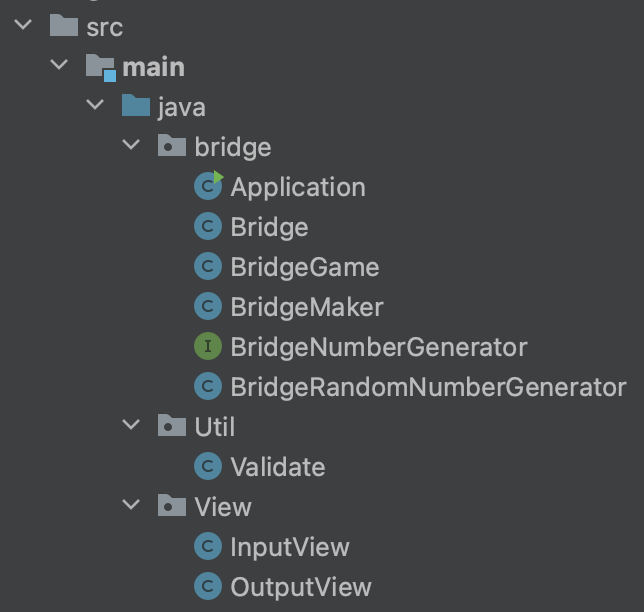 src
main
java
bridge
Application
Bridge
BridgeGame
BridgeMaker
BridgeNumberGenerator
BridgeRandomNumberGenerator
Util
Validate
View
InputView
OutputView